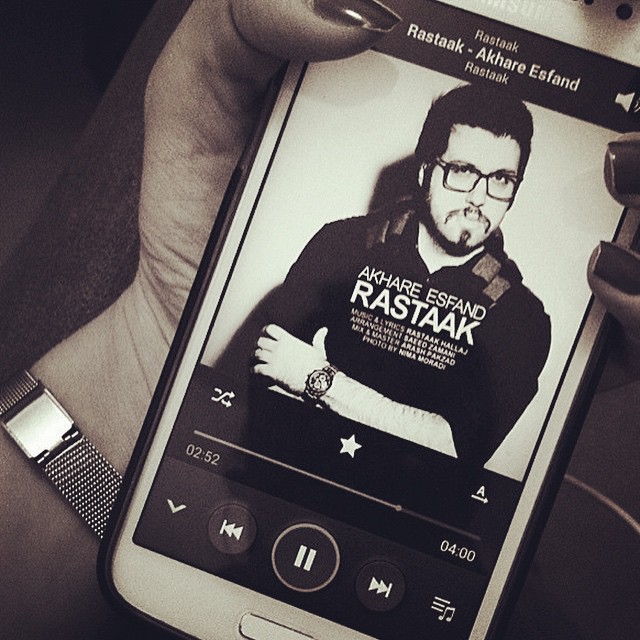 SAMSUNG
Rastaak
Rastaak - Akhare Esfand
Rastaak
AKHARE ESFAND
RASTAAK
MUSIC & LYRICS RASTAAK HALLAJ
ARRANGEMENT SAEED ZAMANI
MIX & MASTER ARASH PAKZAD
PHOTO BY NIMA MORADI
A
02:52
04:00